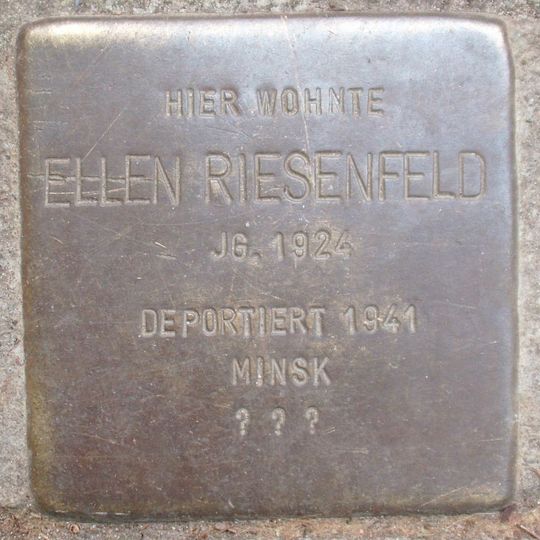 HIER WOHNTE
ELLEN RIESENFELD
JG. 1924
DEPORTIERT 1941
MINSK
? ? ?